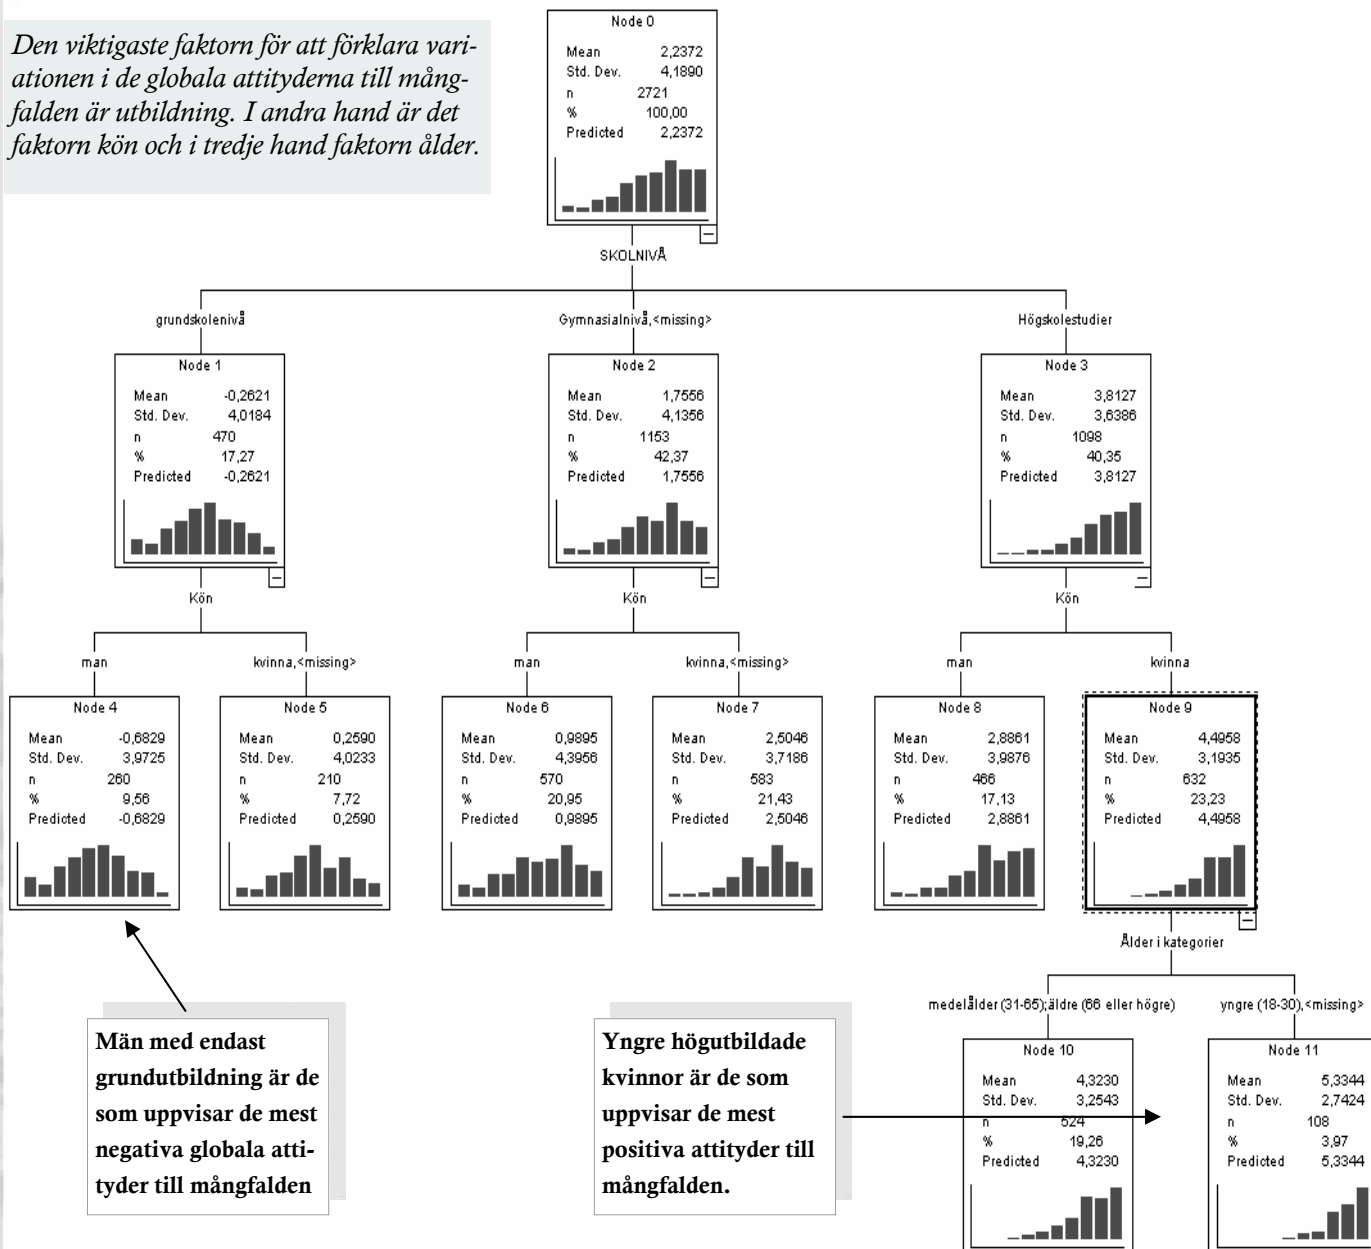 Den viktigaste faktorn för att förklara vari-
ationen i de globala attityderna till mång-
falden är utbildning. I andra hand är det
faktorn kön och i tredje hand faktorn ålder.
Node 0
Mean 2,2372
Std. Dev. 4,1890
n 2721
% 100,00
Predicted 2,2372
SKOLNIVÅ
grundskolenivå
Gymnasialnivå,<missing>
Högskolestudier
Node 1
Mean -0,2621
Std. Dev. 4,0184
n 470
% 17,27
Predicted -0,2621
Node 2
Mean 1,7556
Std. Dev. 4,1356
n 1153
% 42,37
Predicted 1,7556
Node 3
Mean 3,8127
Std. Dev. 3,6386
n 1098
% 40,35
Predicted 3,8127
Kön
Kön
Kön
man
kvinna,<missing>
man
kvinna,<missing>
man
kvinna
Node 4
Mean -0,6829
Std. Dev. 3,9725
n 260
% 9,56
Predicted -0,6829
Node 5
Mean 0,2590
Std. Dev. 4,0233
n 210
% 7,72
Predicted 0,2590
Node 6
Mean 0,9895
Std. Dev. 4,3956
n 570
% 20,95
Predicted 0,9895
Node 7
Mean 2,5046
Std. Dev. 3,7186
n 583
% 21,43
Predicted 2,5046
Node 8
Mean 2,8861
Std. Dev. 3,9876
n 466
% 17,13
Predicted 2,8861
Node 9
Mean 4,4958
Std. Dev. 3,1935
n 632
% 23,23
Predicted 4,4958
Ålder i kategorier
medelålder (31-65);äldre (66 eller högre)
yngre (18-30),<missing>
Män med endast
grundutbildning är de
som uppvisar de mest
negativa globala atti-
tyder till mångfalden
Yngre högutbildade
kvinnor är de som
uppvisar de mest
positiva attityder till
mångfalden.
Node 10
Mean 4,3230
Std. Dev. 3,2543
n 524
% 19,26
Predicted 4,3230
Node 11
Mean 5,3344
Std. Dev. 2,7424
n 108
% 3,97
Predicted 5,3344